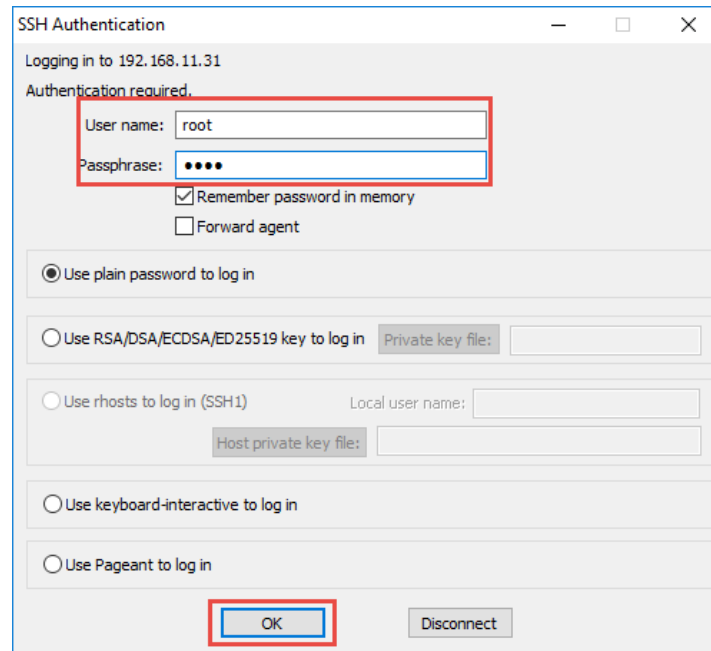 SSH Authentication
Logging in to 192.168.11.31
Authentication required.
User name: root
Passphrase: ••••
Remember password in memory
Forward agent
Use plain password to log in
Use RSA/DSA/ECDSA/ED25519 key to log in Private key file:
Use rhosts to log in (SSH1) Local user name:
Host private key file:
Use keyboard-interactive to log in
Use Pageant to log in
OK Disconnect